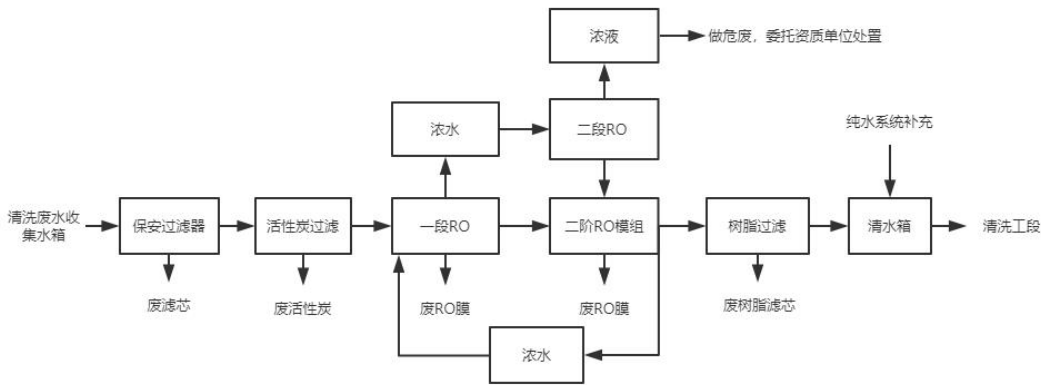 浓液
做危废，委托资质单位处置
浓水
二段RO
纯水系统补充
清洗废水收
集水箱
保安过滤器
活性炭过滤
一段RO
二阶RO模组
树脂过滤
清水箱
清洗工段
废滤芯
废活性炭
废RO膜
废RO膜
废树脂滤芯
浓水